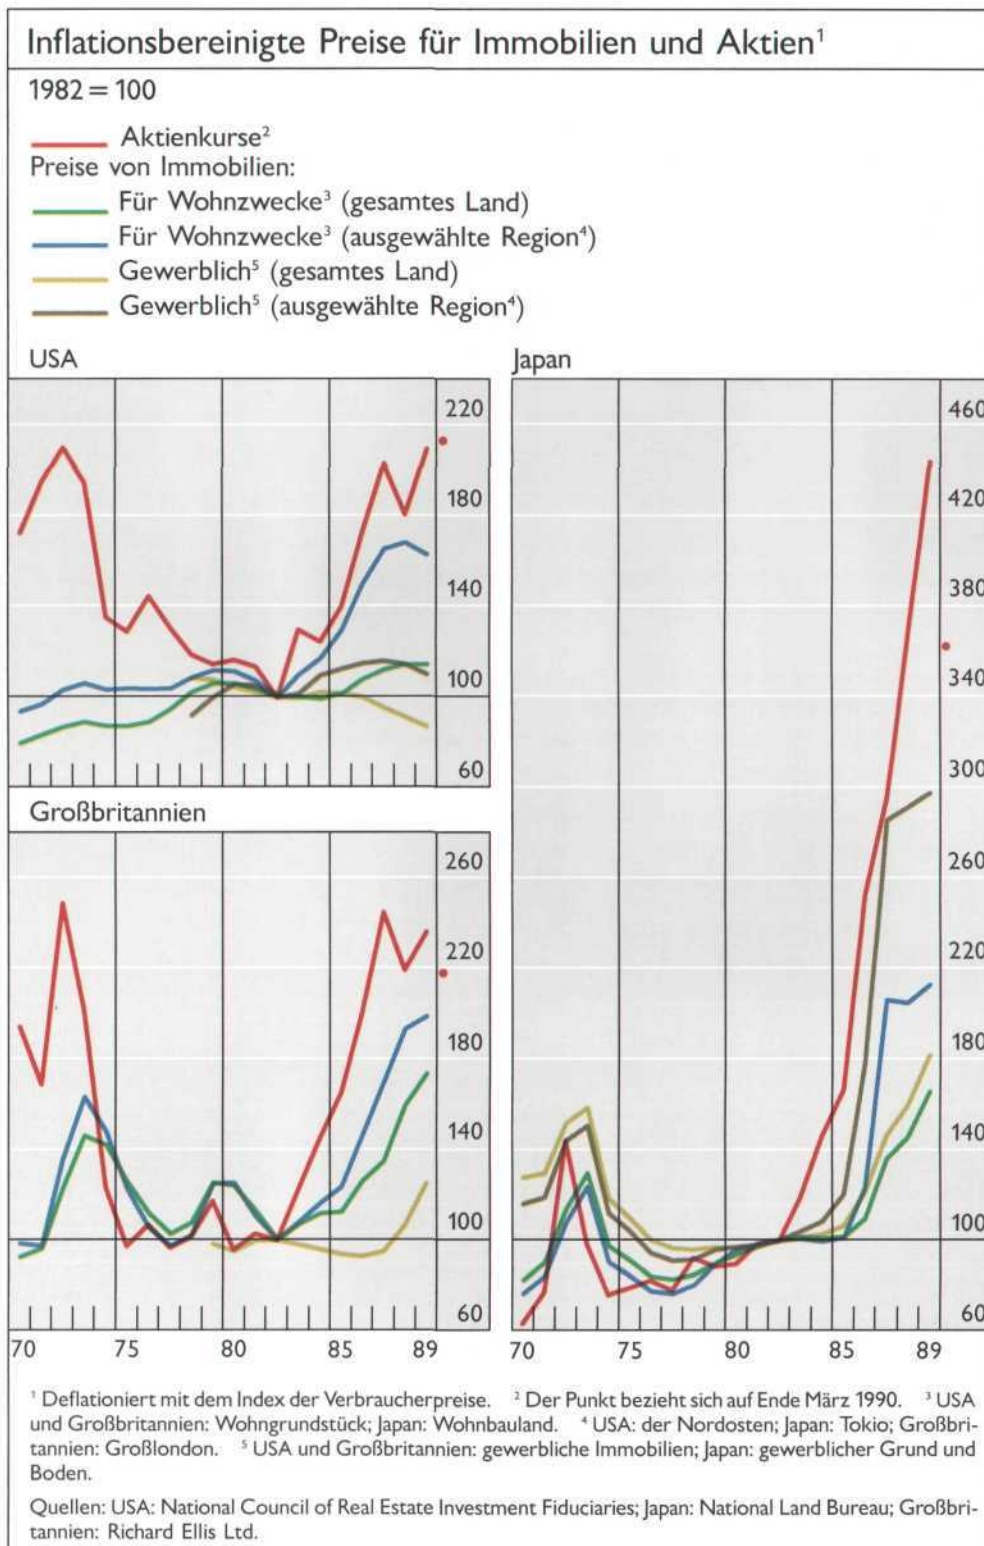 Inflationsbereinigte Preise für Immobilien und Aktien¹
1982 = 100
Aktienkurse²
Preise von Immobilien:
Für Wohnzwecke³ (gesamtes Land)
Für Wohnzwecke³ (ausgewählte Region⁴)
Gewerblich⁵ (gesamtes Land)
Gewerblich⁵ (ausgewählte Region⁴)
USA
220
180
140
100
60
Großbritannien
260
220
180
140
100
60
70 75 80 85 89
Japan
460
420
380
340
300
260
220
180
140
100
60
70 75 80 85 89
¹ Deflationiert mit dem Index der Verbraucherpreise. ² Der Punkt bezieht sich auf Ende März 1990. ³ USA
und Großbritannien: Wohngrundstück; Japan: Wohnbauland. ⁴ USA: der Nordosten; Japan: Tokio; Großbri-
tannien: Großlondon. ⁵ USA und Großbritannien: gewerbliche Immobilien; Japan: gewerblicher Grund und
Boden.
Quellen: USA: National Council of Real Estate Investment Fiduciaries; Japan: National Land Bureau; Großbri-
tannien: Richard Ellis Ltd.